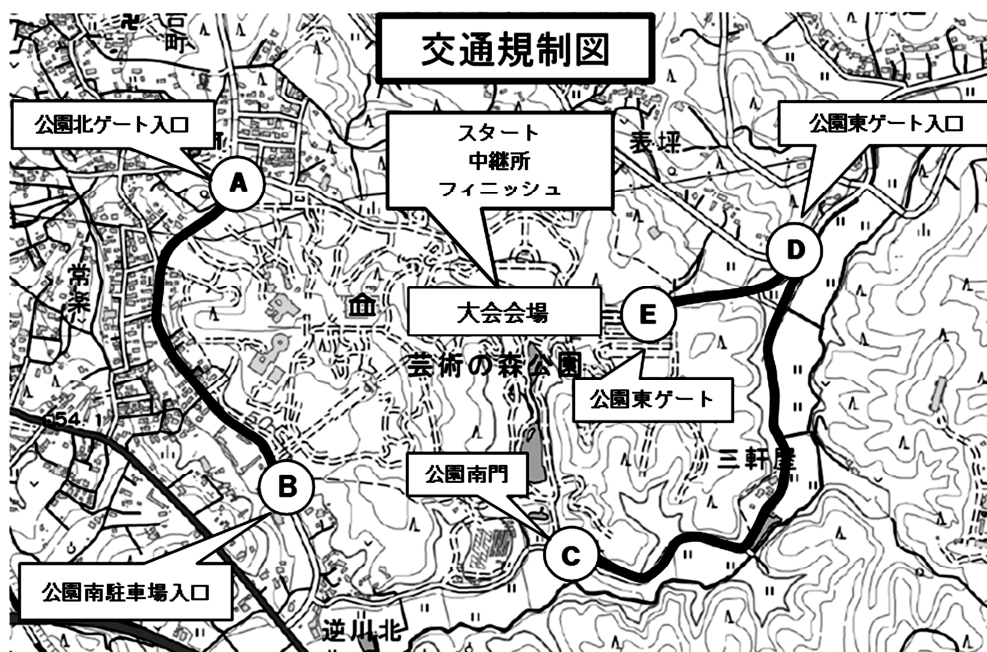 交通規制図
公園北ゲート入口
スタート
中継所
フィニッシュ
公園東ゲート入口
表坪
A
D
常楽
大会会場
E
芸術の森公園
公園東ゲート
54.1
三軒屋
公園南門
B
C
公園南駐車場入口
逆川北